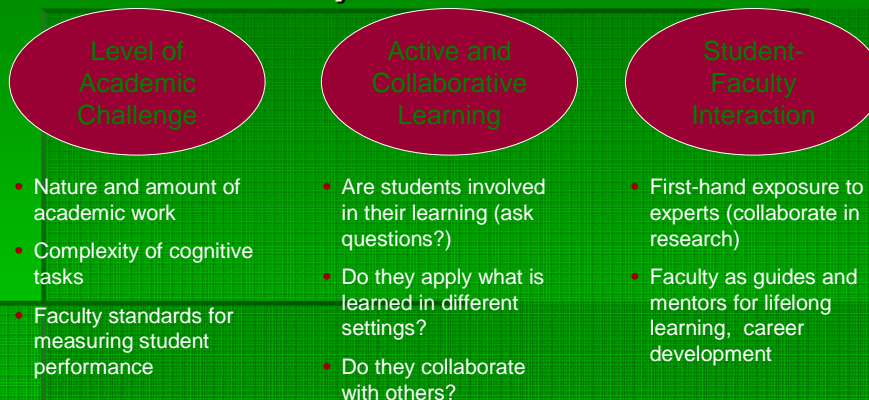 Level of
Academic
Challenge
• Nature and amount of
academic work
• Complexity of cognitive
tasks
• Faculty standards for
measuring student
performance
Active and
Collaborative
Learning
• Are students involved
in their learning (ask
questions?)
• Do they apply what is
learned in different
settings?
• Do they collaborate
with others?
Student-
Faculty
Interaction
• First-hand exposure to
experts (collaborate in
research)
• Faculty as guides and
mentors for lifelong
learning, career
development